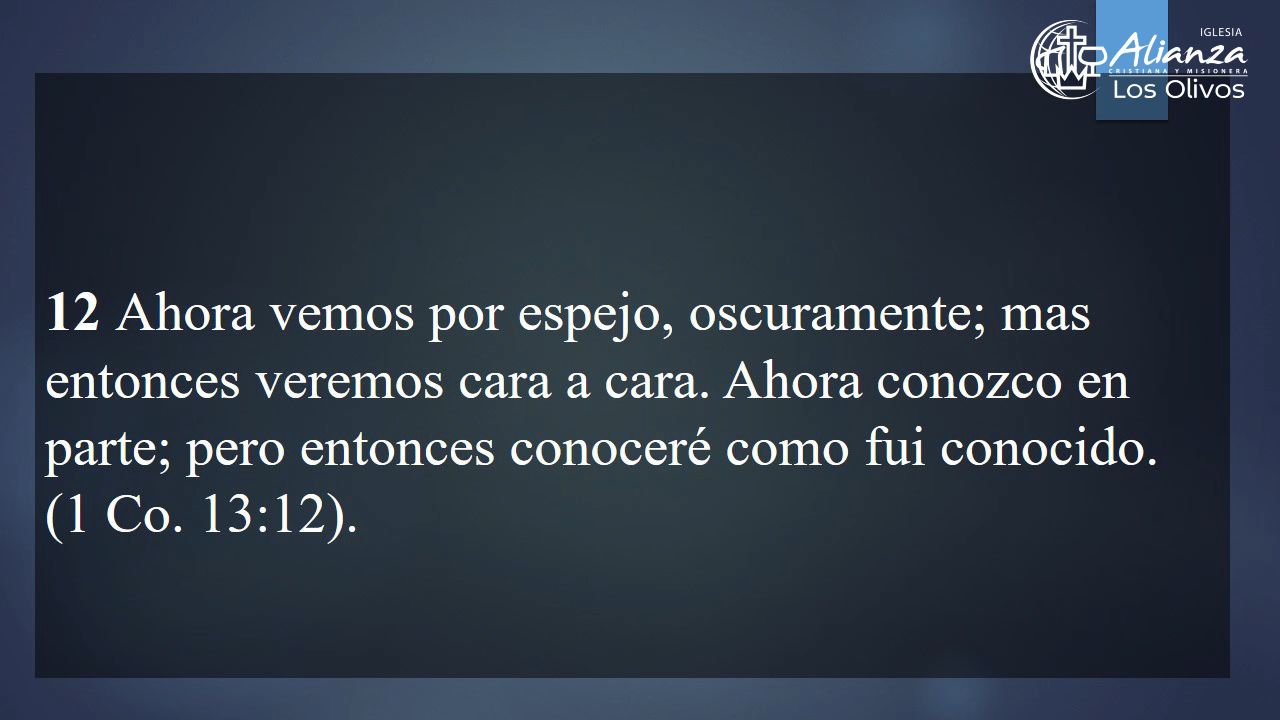 IGLESIA
Alianza
CRISTIANA Y MISIONERA
Los Olivos
12 Ahora vemos por espejo, oscuramente; mas
entonces veremos cara a cara. Ahora conozco en
parte; pero entonces conoceré como fui conocido.
(1 Co. 13:12).